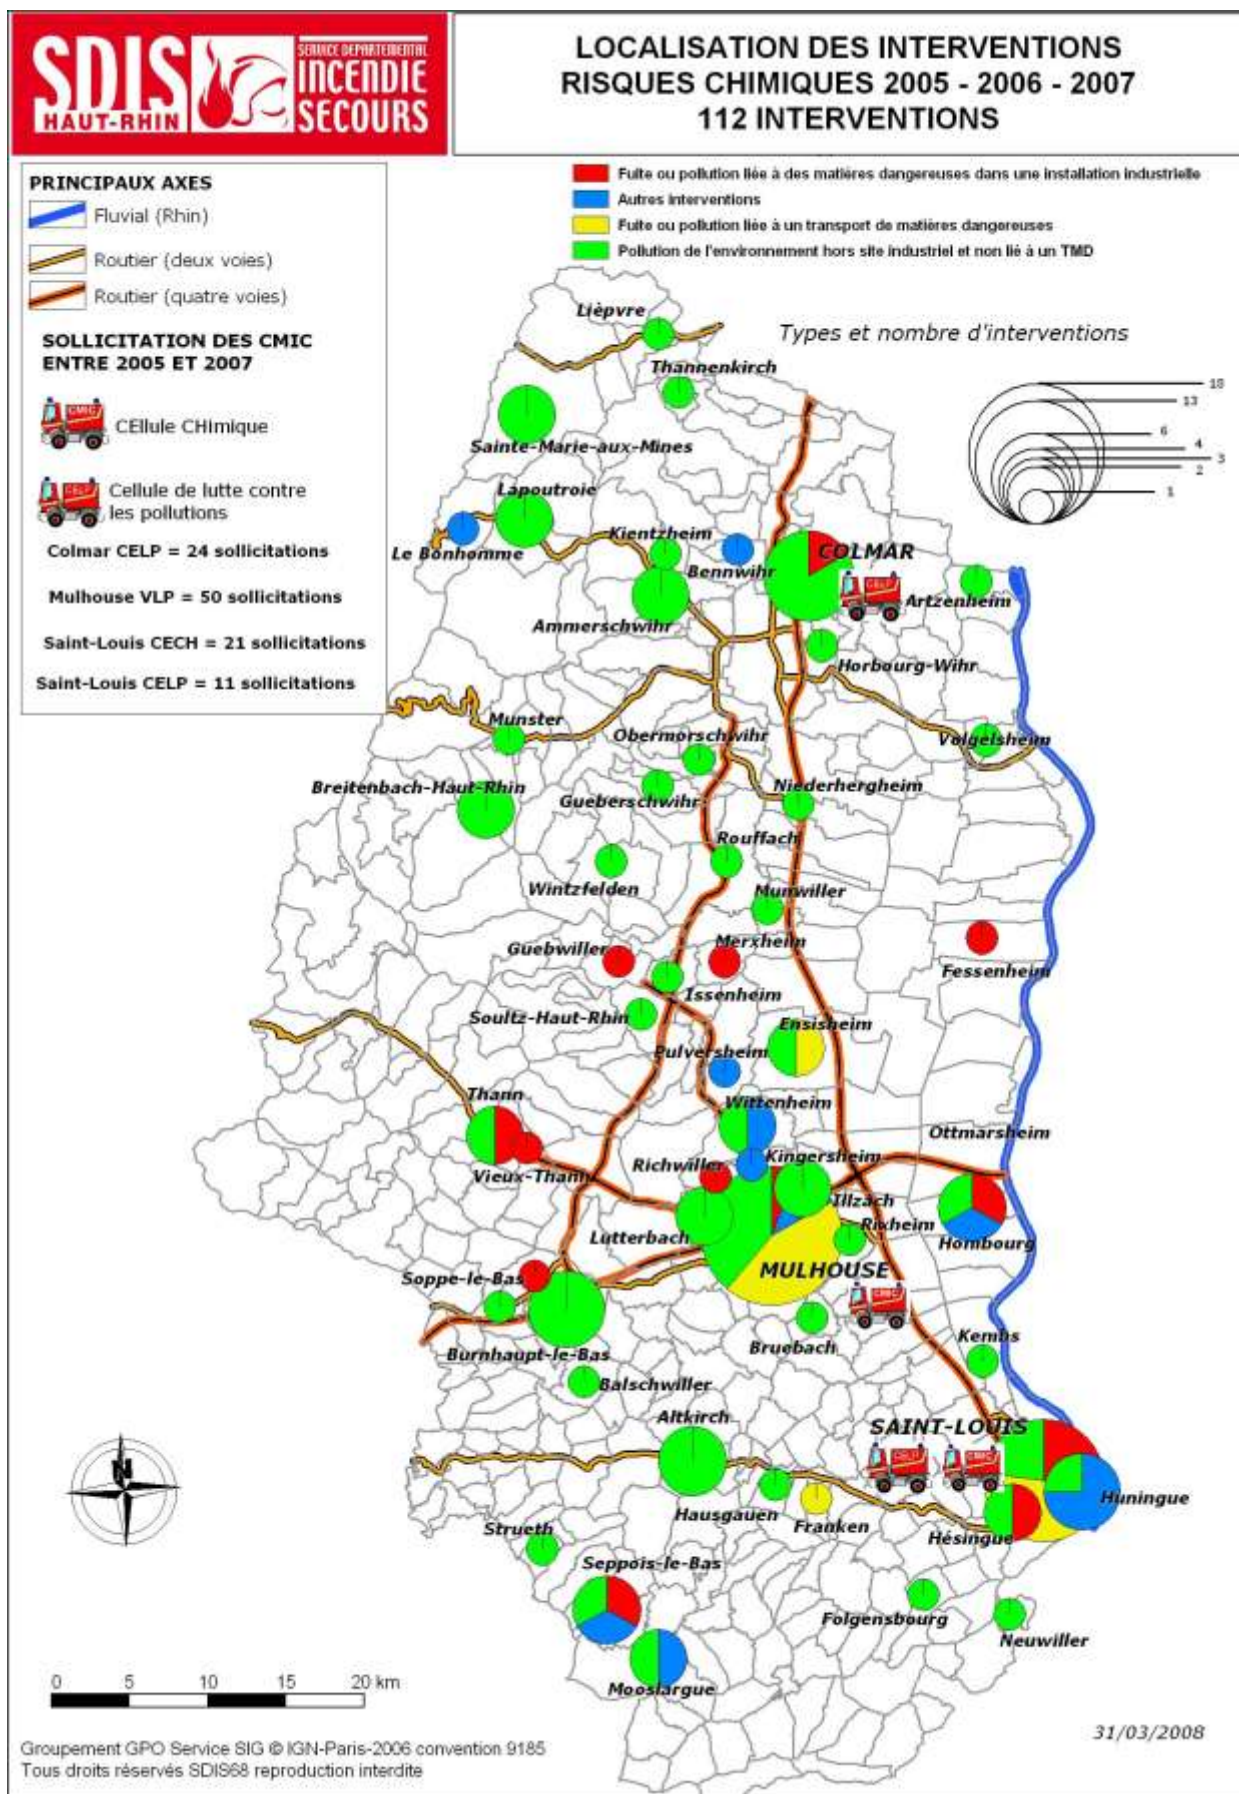 SDIS
HAUT-RHIN
SERVICE DEPARTEMENTAL
INCENDIE
SECOURS
LOCALISATION DES INTERVENTIONS
RISQUES CHIMIQUES 2005 - 2006 - 2007
112 INTERVENTIONS
PRINCIPAUX AXES
Fluvial (Rhin)
Routier (deux voies)
Routier (quatre voies)
SOLLICITATION DES CMIC
ENTRE 2005 ET 2007
CMIC
CEllule CHimique
CELP
Cellule de lutte contre
les pollutions
Colmar CELP = 24 sollicitations
Mulhouse VLP = 50 sollicitations
Saint-Louis CECH = 21 sollicitations
Saint-Louis CELP = 11 sollicitations
Fuite ou pollution liée à des matières dangereuses dans une installation industrielle
Autres interventions
Fuite ou pollution liée à un transport de matières dangereuses
Pollution de l'environnement hors site industriel et non lié à un TMD
Types et nombre d'interventions
18
13
6
4
3
2
1
Lièpvre
Thannenkirch
Sainte-Marie-aux-Mines
Lapoutroie
Le Bonhomme
Kientzheim
Bennwihr
COLMAR
CELP
Artzenheim
Ammerschwihr
Horbourg-Wihr
Munster
Obermorschwihr
Volgelsheim
Breitenbach-Haut-Rhin
Gueberschwihr
Niederhergheim
Rouffach
Wintzfelden
Munwiller
Guebwiller
Merxheim
Fessenheim
Issenheim
Soultz-Haut-Rhin
Ensisheim
Pulversheim
Thann
Wittenheim
Ottmarsheim
Vieux-Thann
Richwiller
Kingersheim
Illzach
Lutterbach
Rixheim
Hombourg
MULHOUSE
CMIC
Soppe-le-Bas
Burnhaupt-le-Bas
Bruebach
Kembs
Balschwiller
Altkirch
SAINT-LOUIS
CELP
CMIC
Huningue
Hausgauen
Franken
Hésingue
Strueth
Seppois-le-Bas
Folgensbourg
Neuwiller
Mooslargue
N
0 5 10 15 20 km
31/03/2008
Groupement GPO Service SIG © IGN-Paris-2006 convention 9185
Tous droits réservés SDIS68 reproduction interdite